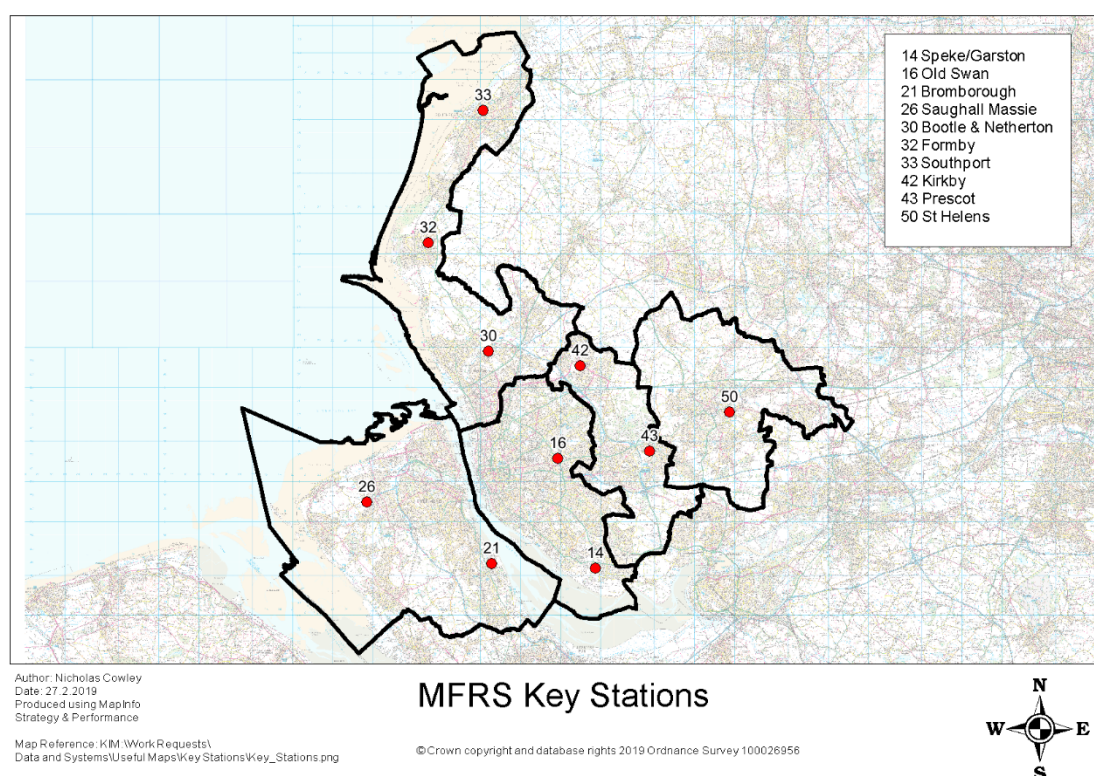 14 Speke/Garston
16 Old Swan
21 Bromborough
26 Saughall Massie
30 Bootle & Netherton
32 Formby
33 Southport
42 Kirkby
43 Prescot
50 St Helens
33
32
30
42
50
16
43
26
21
14
Author: Nicholas Cowley
Date: 27.2.2019
Produced using MapInfo
Strategy & Performance
Map Reference: KIM:\Work Requests\
Data and Systems\Useful Maps\Key Stations\Key_Stations.png
MFRS Key Stations
©Crown copyright and database rights 2019 Ordnance Survey 100026956
N
W E
S